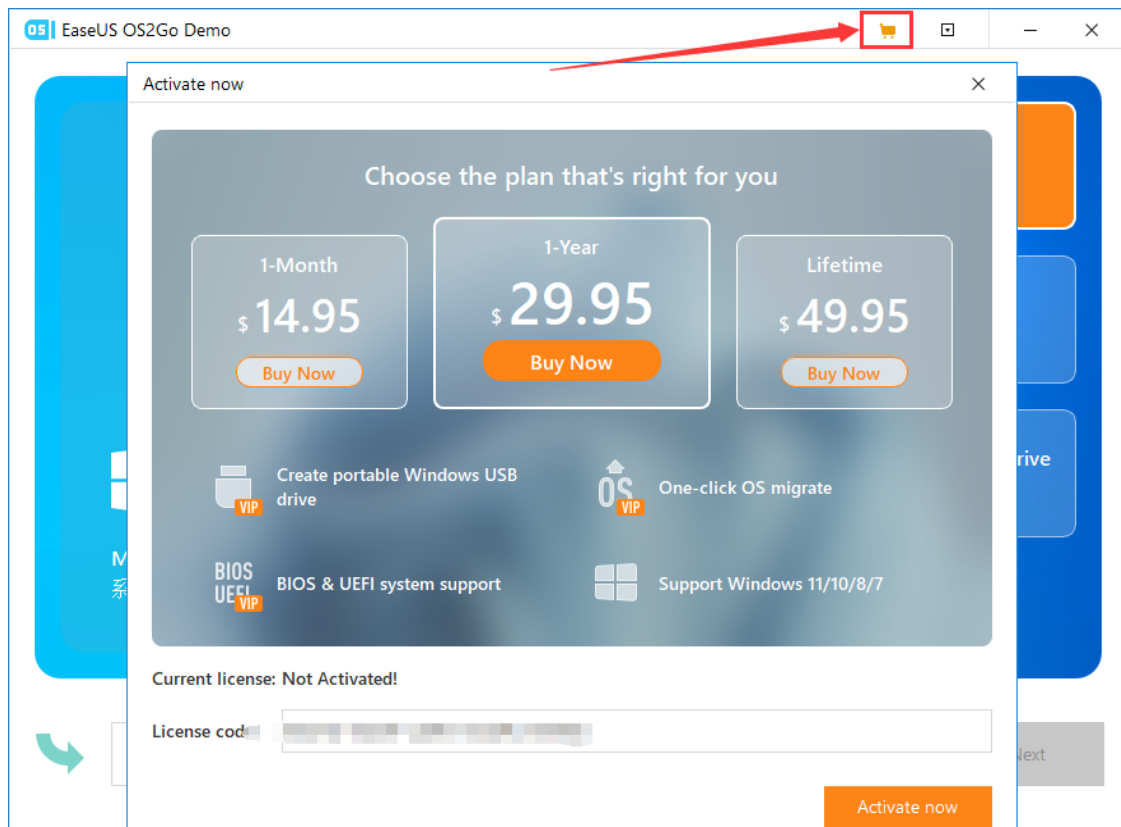 OS EaseUS OS2Go Demo
Activate now
Choose the plan that's right for you
1-Month
$ 14.95
Buy Now
1-Year
$ 29.95
Buy Now
Lifetime
$ 49.95
Buy Now
Create portable Windows USB
drive
VIP
OS
VIP
One-click OS migrate
BIOS
UEFI
VIP
BIOS & UEFI system support
Support Windows 11/10/8/7
rive
M
系
Current license: Not Activated!
License code
Next
Activate now